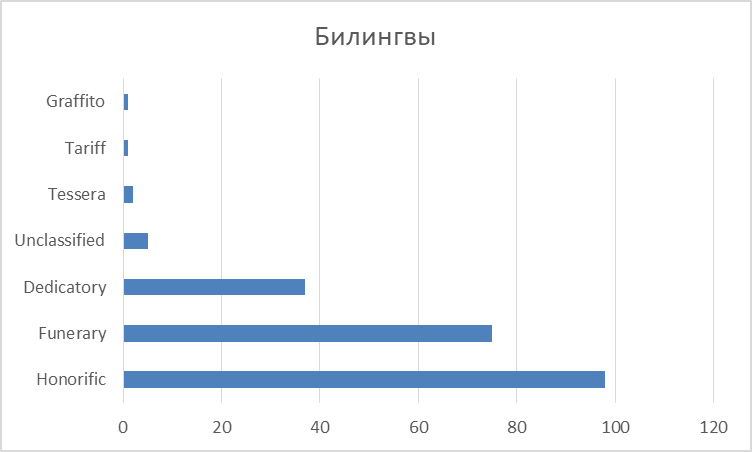 Билингвы
Graffito
Tariff
Tessera
Unclassified
Dedicatory
Funerary
Honorific
0 20 40 60 80 100 120